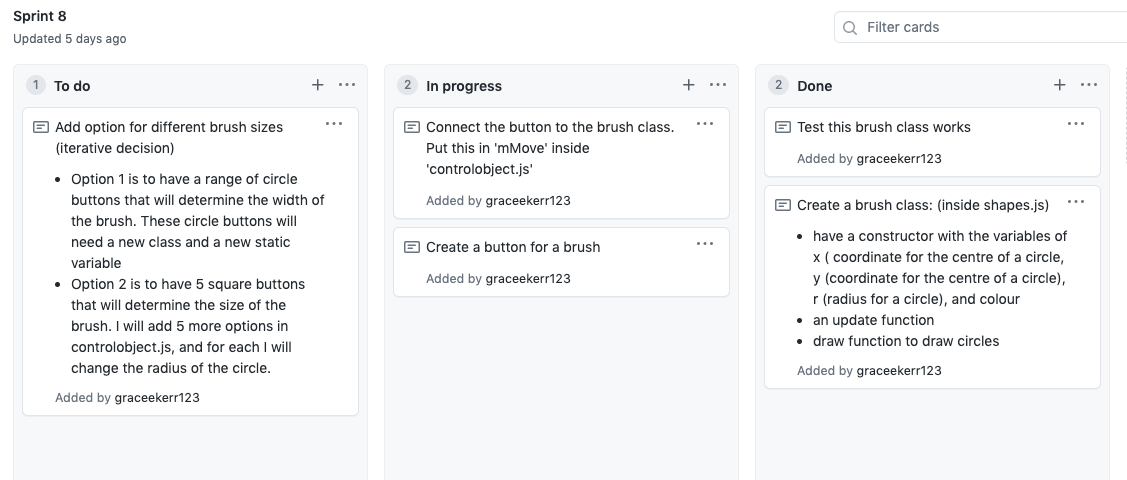 Sprint 8
Updated 5 days ago
Filter cards
1 To do
Add option for different brush sizes
(iterative decision)
• Option 1 is to have a range of circle
buttons that will determine the width of
the brush. These circle buttons will
need a new class and a new static
variable
• Option 2 is to have 5 square buttons
that will determine the size of the
brush. I will add 5 more options in
controlobject.js, and for each I will
change the radius of the circle.
Added by graceekerr123
2 In progress
Connect the button to the brush class.
Put this in 'mMove' inside
'controlobject.js'
Added by graceekerr123
Create a button for a brush
Added by graceekerr123
2 Done
Test this brush class works
Added by graceekerr123
Create a brush class: (inside shapes.js)
• have a constructor with the variables of
x ( coordinate for the centre of a circle,
y (coordinate for the centre of a circle),
r (radius for a circle), and colour
• an update function
• draw function to draw circles
Added by graceekerr123